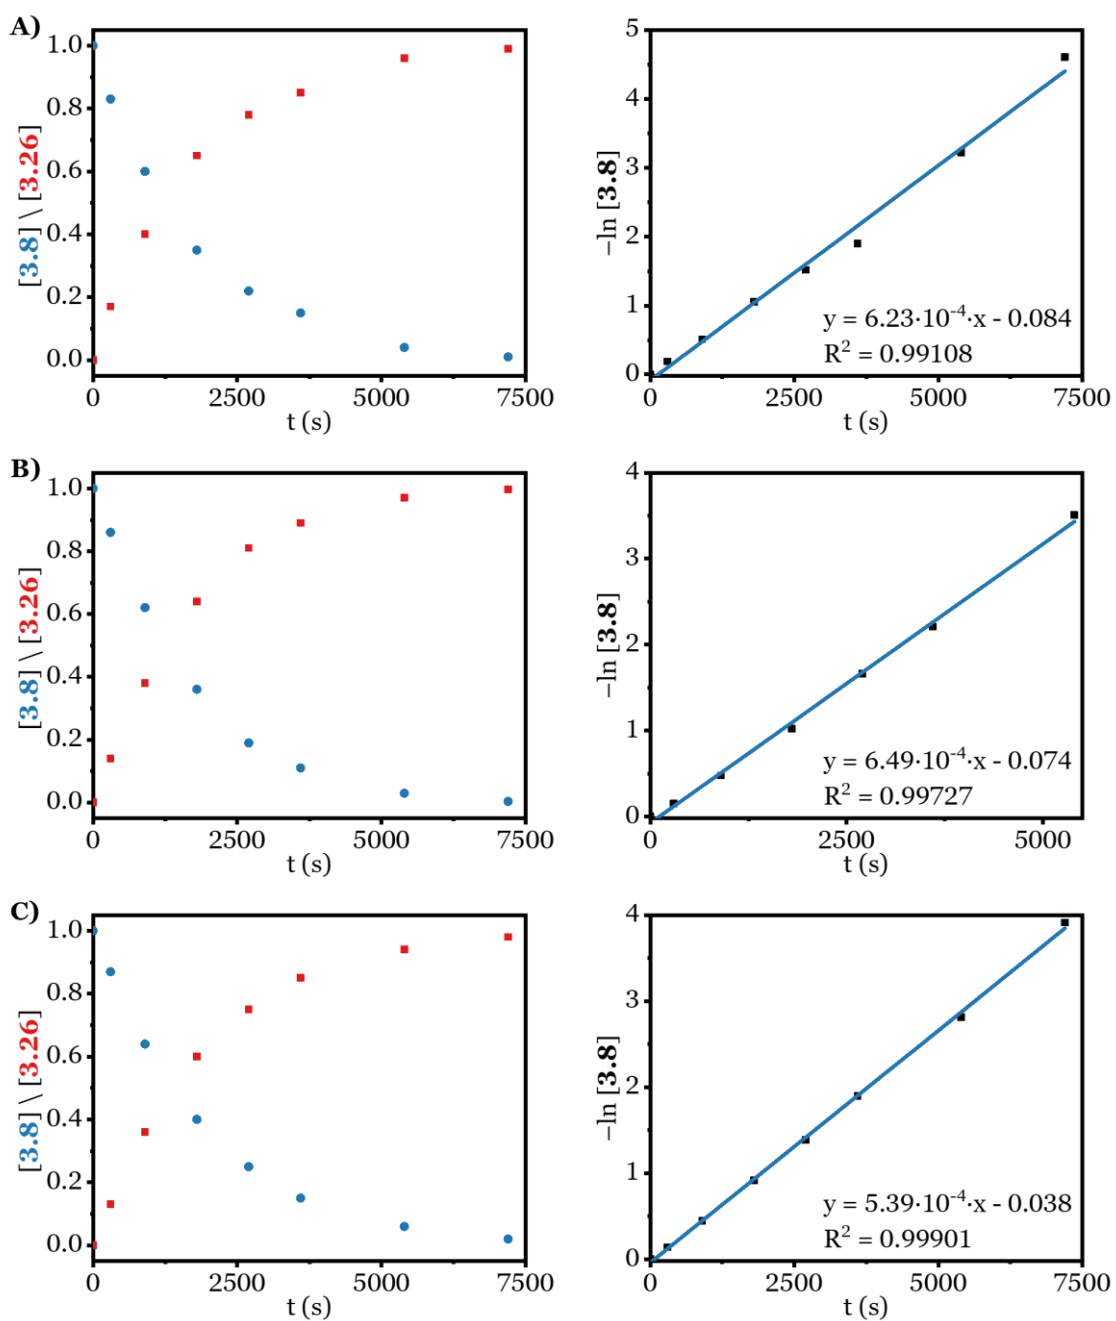 A)
[3.8] \ [3.26]
1.0
0.8
0.6
0.4
0.2
0.0
0 2500 5000 7500
t (s)
−ln [3.8]
5
4
3
2
1
0
y = 6.23·10⁻⁴·x - 0.084
R² = 0.99108
0 2500 5000 7500
t (s)
B)
[3.8] \ [3.26]
1.0
0.8
0.6
0.4
0.2
0.0
0 2500 5000 7500
t (s)
−ln [3.8]
4
3
2
1
0
y = 6.49·10⁻⁴·x - 0.074
R² = 0.99727
0 2500 5000
t (s)
C)
[3.8] \ [3.26]
1.0
0.8
0.6
0.4
0.2
0.0
0 2500 5000 7500
t (s)
−ln [3.8]
4
3
2
1
0
y = 5.39·10⁻⁴·x - 0.038
R² = 0.99901
0 2500 5000 7500
t (s)